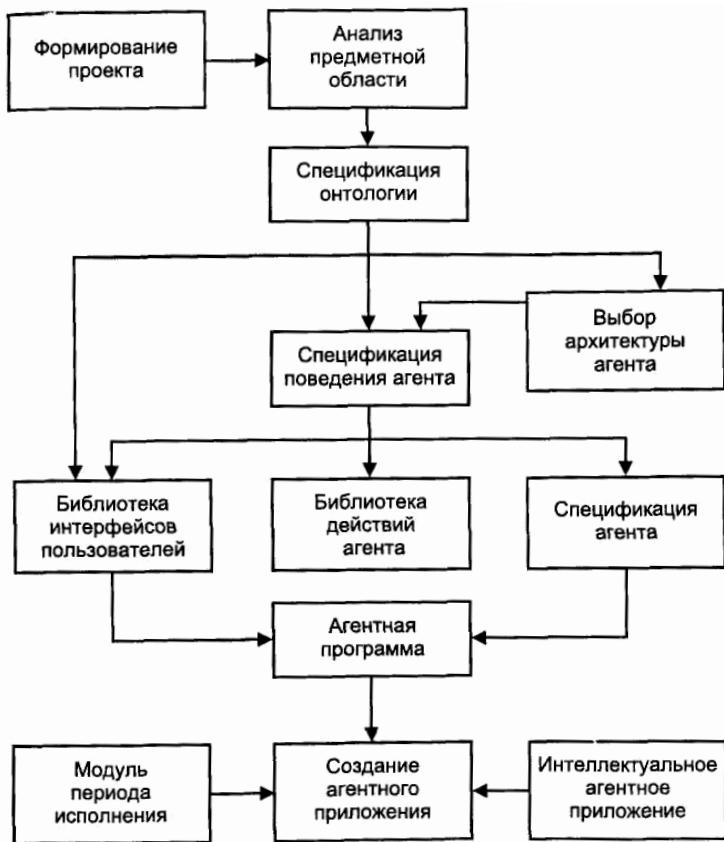 Формирование
проекта
Анализ
предметной
области
Спецификация
онтологии
Выбор
архитектуры
агента
Спецификация
поведения агента
Библиотека
интерфейсов
пользователей
Библиотека
действий
агента
Спецификация
агента
Агентная
программа
Модуль
периода
исполнения
Создание
агентного
приложения
Интеллектуальное
агентное
приложение